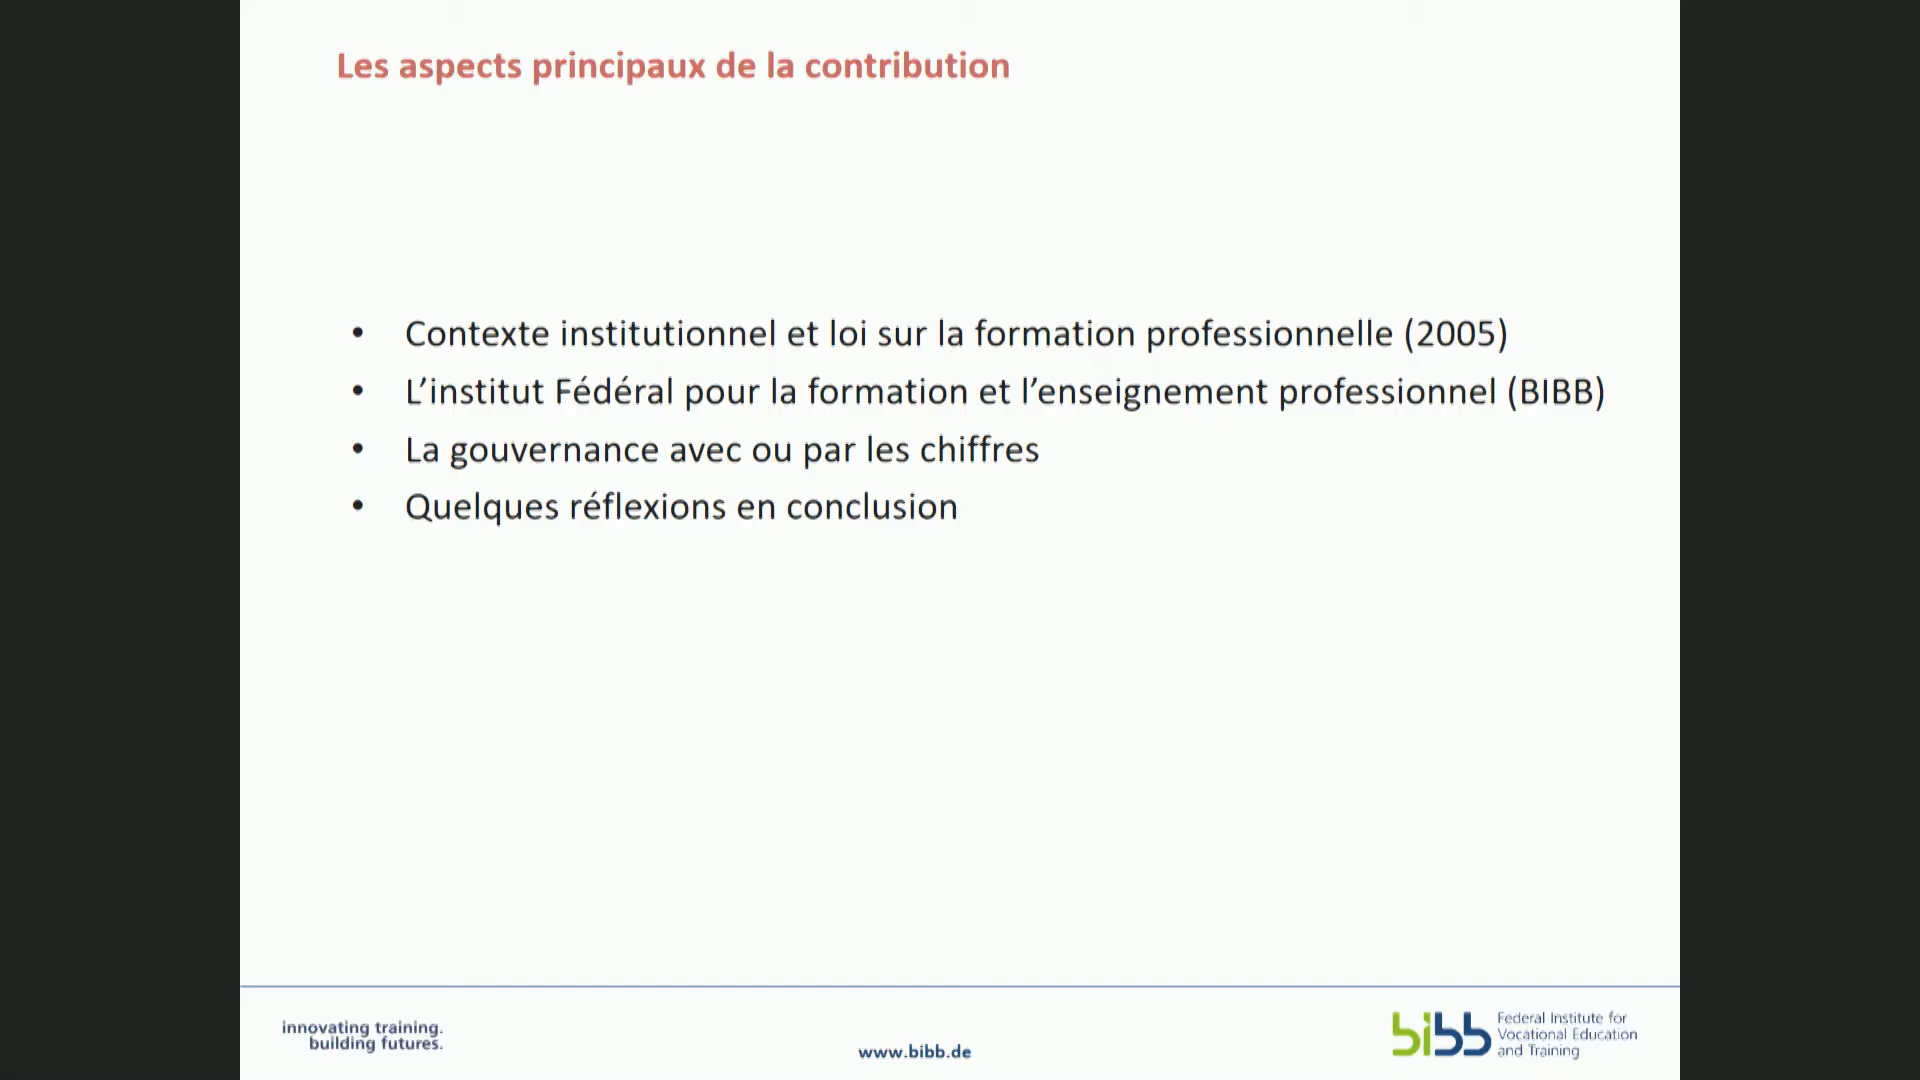 Les aspects principaux de la contribution
• Contexte institutionnel et loi sur la formation professionnelle (2005)
• L’institut Fédéral pour la formation et l’enseignement professionnel (BIBB)
• La gouvernance avec ou par les chiffres
• Quelques réflexions en conclusion
innovating training.
building futures.
www.bibb.de
bibb
Federal Institute for
Vocational Education
and Training